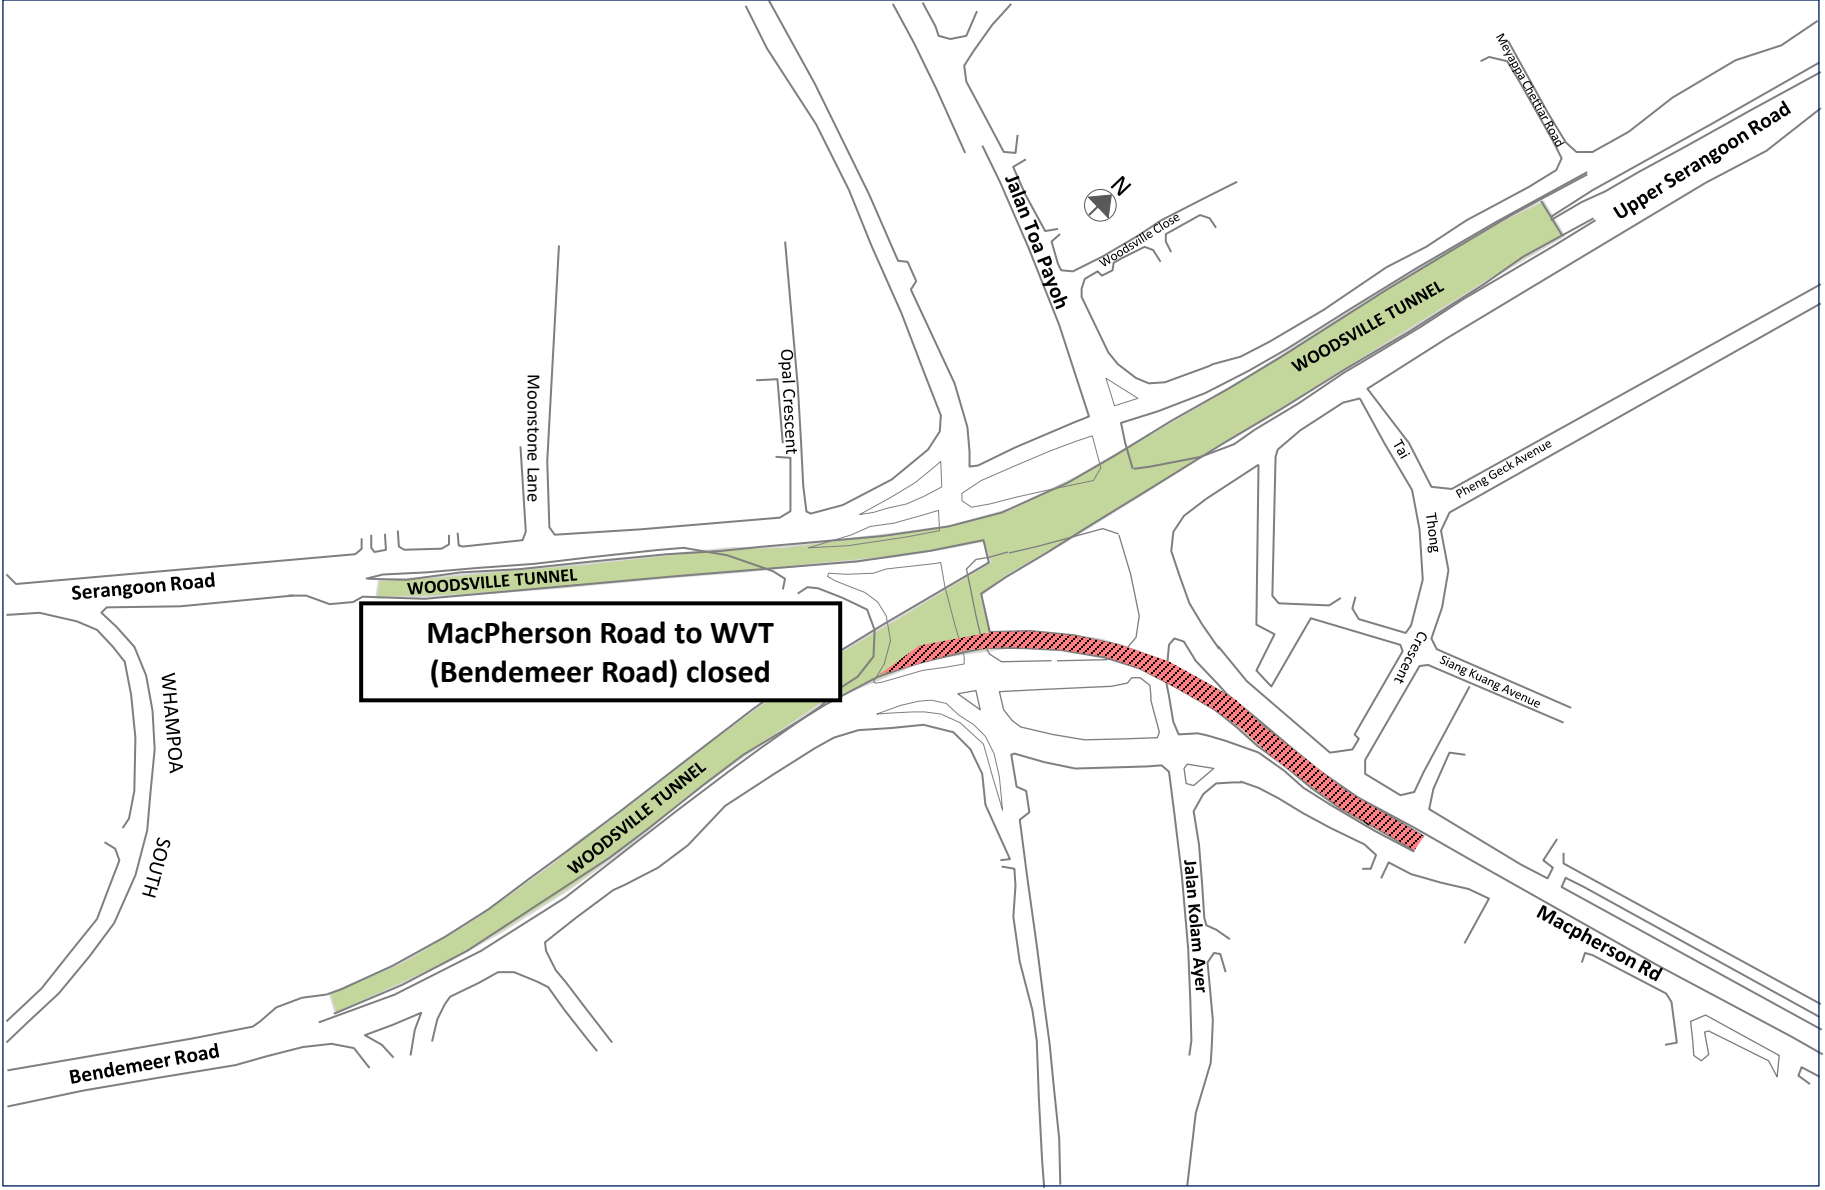 Meyappa Chettiar Road
Upper Serangoon Road
N
Jalan Toa Payoh
Woodsville Close
WOODSVILLE TUNNEL
Opal Crescent
Moonstone Lane
Tai
Thong
Crescent
Pheng Geck Avenue
Siang Kuang Avenue
Serangoon Road
WOODSVILLE TUNNEL
MacPherson Road to WVT
(Bendemeer Road) closed
WHAMPOA
SOUTH
WOODSVILLE TUNNEL
Jalan Kolam Ayer
Macpherson Rd
Bendemeer Road